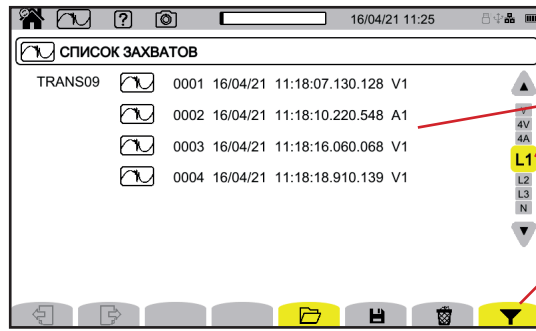 16/04/21 11:25
СПИСОК ЗАХВАТОВ
TRANS09 0001 16/04/21 11:18:07.130.128 V1
0002 16/04/21 11:18:10.220.548 A1
0003 16/04/21 11:18:16.060.068 V1
0004 16/04/21 11:18:18.910.139 V1
4V
4A
L1
L2
L3
N